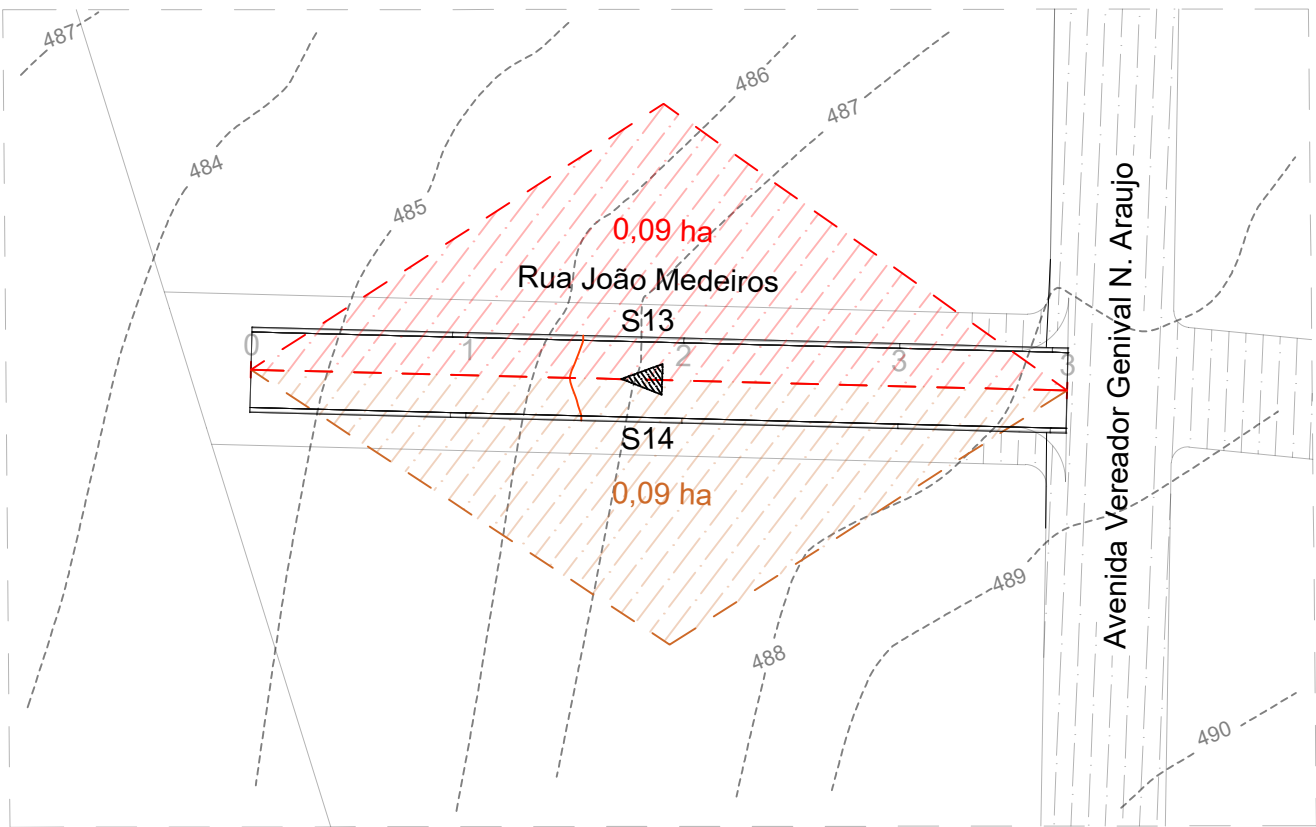 487
486
487
484
485
0,09 ha
Rua João Medeiros
S13
0
1
2
3
3
S14
0,09 ha
Avenida Vereador Genival N. Araujo
489
488
490